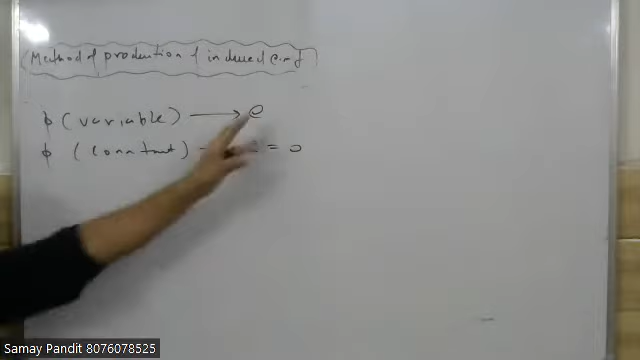 Method of production of induced e.m.f
ϕ (variable) → e
ϕ (constant) → e = 0
Samay Pandit 8076078525